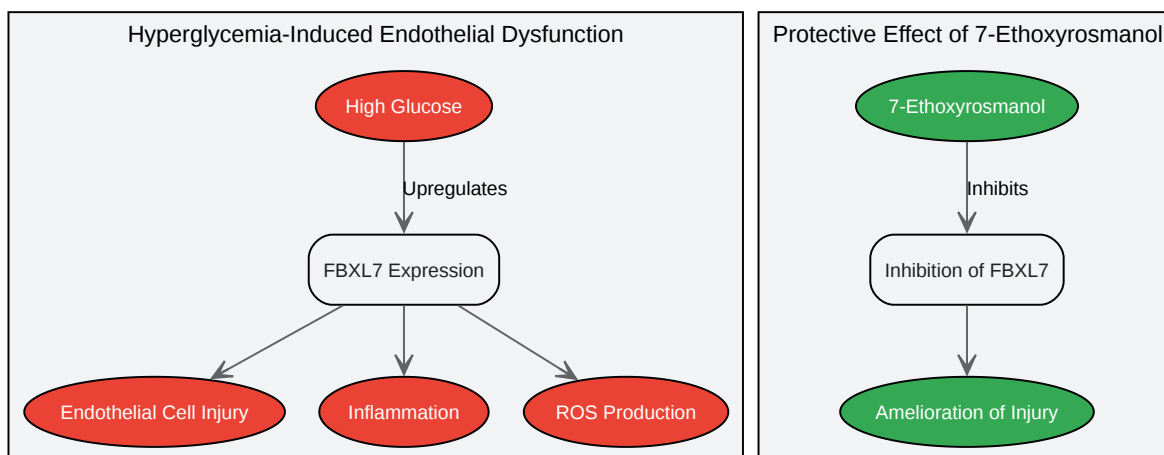 Hyperglycemia-Induced Endothelial Dysfunction
High Glucose
Upregulates
FBXL7 Expression
Endothelial Cell Injury
Inflammation
ROS Production
Protective Effect of 7-Ethoxyrosmanol
7-Ethoxyrosmanol
Inhibits
Inhibition of FBXL7
Amelioration of Injury